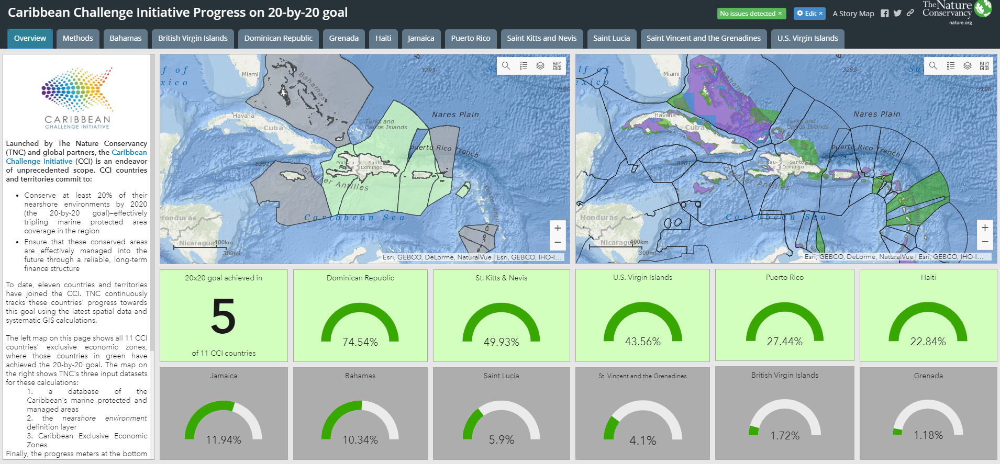 Caribbean Challenge Initiative Progress on 20-by-20 goal
No issues detected ×
Edit ×
A Story Map
The Nature
Conservancy
nature.org
Overview
Methods
Bahamas
British Virgin Islands
Dominican Republic
Grenada
Haiti
Jamaica
Puerto Rico
Saint Kitts and Nevis
Saint Lucia
Saint Vincent and the Grenadines
U.S. Virgin Islands
CARIBBEAN
CHALLENGE INITIATIVE
Launched by The Nature Conservancy
(TNC) and global partners, the Caribbean
Challenge Initiative (CCI) is an endeavor
of unprecedented scope. CCI countries
and territories commit to:
• Conserve at least 20% of their
nearshore environments by 2020
(the 20-by-20 goal)—effectively
tripling marine protected area
coverage in the region
• Ensure that these conserved areas
are effectively managed into the
future through a reliable, long-term
finance structure
To date, eleven countries and territories
have joined the CCI. TNC continuously
tracks these countries' progress towards
this goal using the latest spatial data and
systematic GIS calculations.
The left map on this page shows all 11 CCI
countries' exclusive economic zones,
where those countries in green have
achieved the 20-by-20 goal. The map on
the right shows TNC's three input datasets
for these calculations:
1. a database of the
Caribbean's marine protected and
managed areas
2. the nearshore environment
definition layer
3. Caribbean Exclusive Economic
Zones
Finally, the progress meters at the bottom
f of
xico
Miami
Bahamas
3293
7196
Havana
Cuba
Nares Plain
Turks and
Caicos Islands
Puerto Rico Trench
8201
Port-au-
Santo
Domingo
Greater Antilles
Caribbean Sea
Honduras
Nicaragua
400km
300mi
+
−
Esri, GEBCO, DeLorme, NaturalVue | Esri, GEBCO, IHO-I...
lf of
exico
Miami
Bahamas
3293
7196
Havana
Cuba
Nares Plain
Turks and
Caicos Islands
Puerto Rico Trench
8201
Port-au-
Santo
Domingo
Greater Antilles
Caribbean Sea
Honduras
Nicaragua
400km
300mi
+
−
Esri, GEBCO, DeLorme, NaturalVue | Esri, GEBCO, IHO-I...
20x20 goal achieved in
5
of 11 CCI countries
Dominican Republic
74.54%
St. Kitts & Nevis
49.93%
U.S. Virgin Islands
43.56%
Puerto Rico
27.44%
Haiti
22.84%
Jamaica
11.94%
Bahamas
10.34%
Saint Lucia
5.9%
St. Vincent and the Grenadines
4.1%
British Virgin Islands
1.72%
Grenada
1.18%